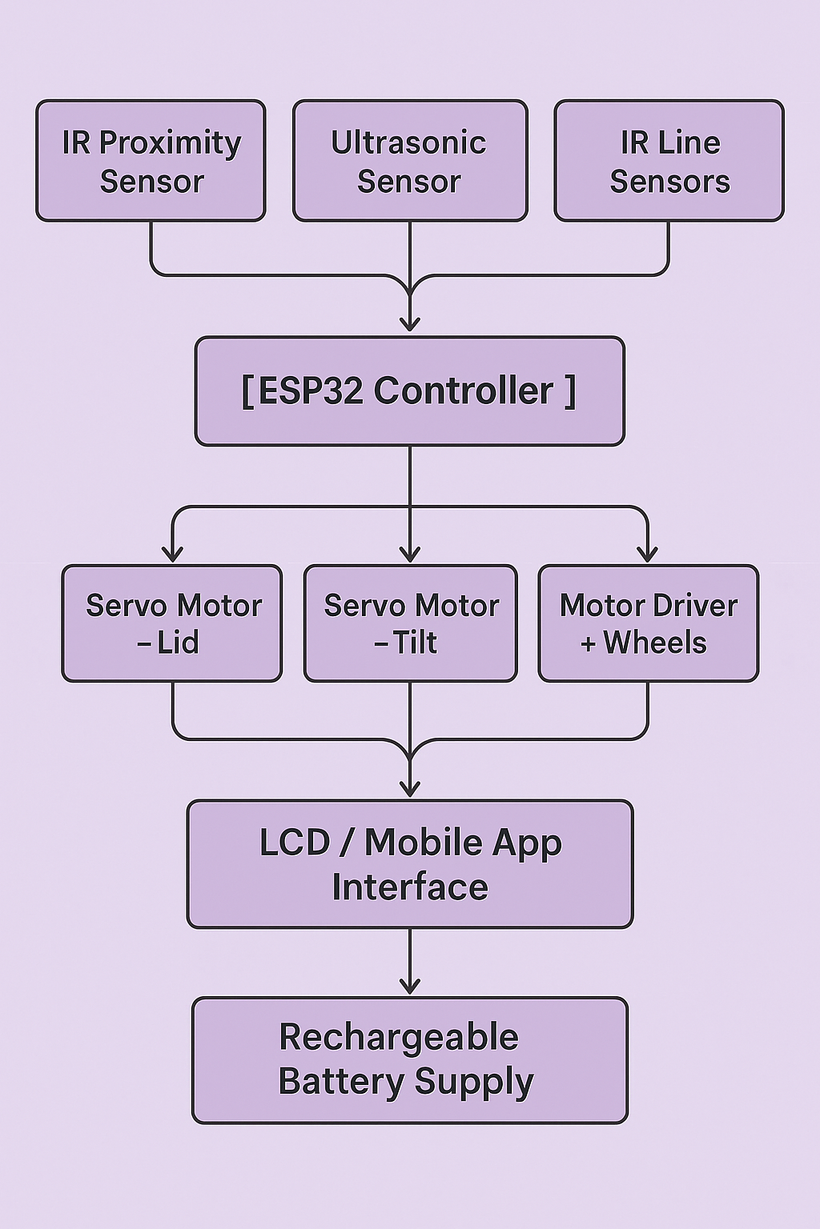 IR Proximity
Sensor
Ultrasonic
Sensor
IR Line
Sensors
[ESP32 Controller ]
Servo Motor
– Lid
Servo Motor
– Tilt
Motor Driver
+ Wheels
LCD / Mobile App
Interface
Rechargeable
Battery Supply